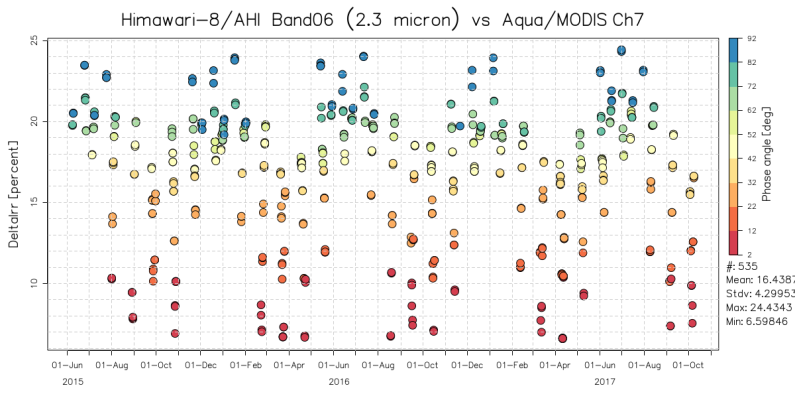 Himawari-8/AHI Band06 (2.3 micron) vs Aqua/MODIS Ch7
25
20
15
10
DeltaIrr [percent]
01-Jun 01-Aug 01-Oct 01-Dec 01-Feb 01-Apr 01-Jun 01-Aug 01-Oct 01-Dec 01-Feb 01-Apr 01-Jun 01-Aug 01-Oct
2015 2016 2017
92
82
72
62
52
42
32
22
12
2
Phase angle [deg]
#: 535
Mean: 16.4387
Stdv: 4.29953
Max: 24.4343
Min: 6.59846